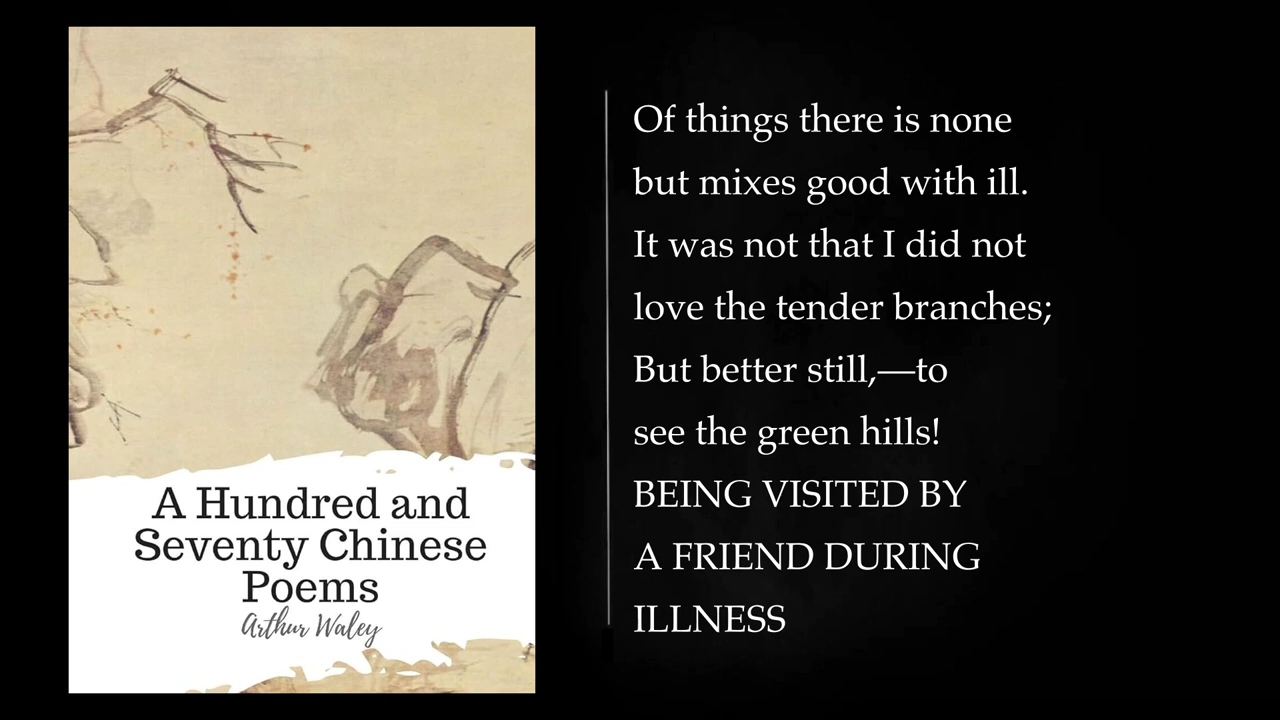 A Hundred and
Seventy Chinese
Poems
Arthur Waley
Of things there is none
but mixes good with ill.
It was not that I did not
love the tender branches;
But better still,—to
see the green hills!
BEING VISITED BY
A FRIEND DURING
ILLNESS